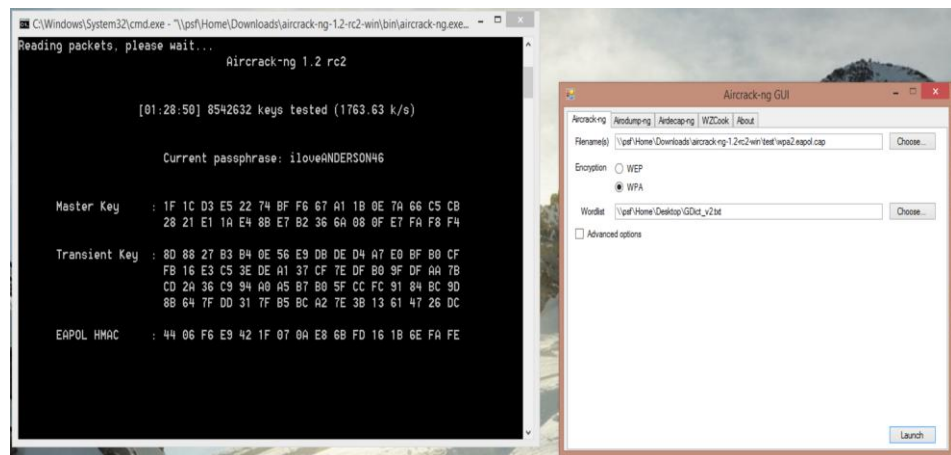 C:\Windows\System32\cmd.exe - "\\psf\Home\Downloads\aircrack-ng-1.2-rc2-win\bin\aircrack-ng.exe...
Reading packets, please wait...
Aircrack-ng 1.2 rc2
[01:28:50] 8542632 keys tested (1763.63 k/s)
Current passphrase: iloveANDERSON46
Master Key : 1F 1C D3 E5 22 74 BF F6 67 A1 1B 0E 7A 66 C5 CB
28 21 E1 1A E4 8B E7 B2 36 6A 08 0F E7 FA F8 F4
Transient Key : 8D 88 27 B3 B4 0E 56 E9 DB DE D4 A7 E0 BF B0 CF
FB 16 E3 C5 3E DE A1 37 CF 7E DF B0 9F DF AA 7B
CD 2A 36 C9 94 A0 A5 B7 B0 5F CC FC 91 84 BC 9D
8B 64 7F DD 31 7F B5 BC A2 7E 3B 13 61 47 26 DC
EAPOL HMAC : 44 06 F6 E9 42 1F 07 0A E8 6B FD 16 1B 6E FA FE
Aircrack-ng GUI
Aircrack-ng Airodump-ng Airdecap-ng WZCook About
Filename(s) \\psf\Home\Downloads\aircrack-ng-1.2-rc2-win\test\wpa2.eapol.cap Choose...
Encryption WEP
WPA
Wordlist \\psf\Home\Desktop\GDict_v2.txt Choose...
Advanced options
Launch